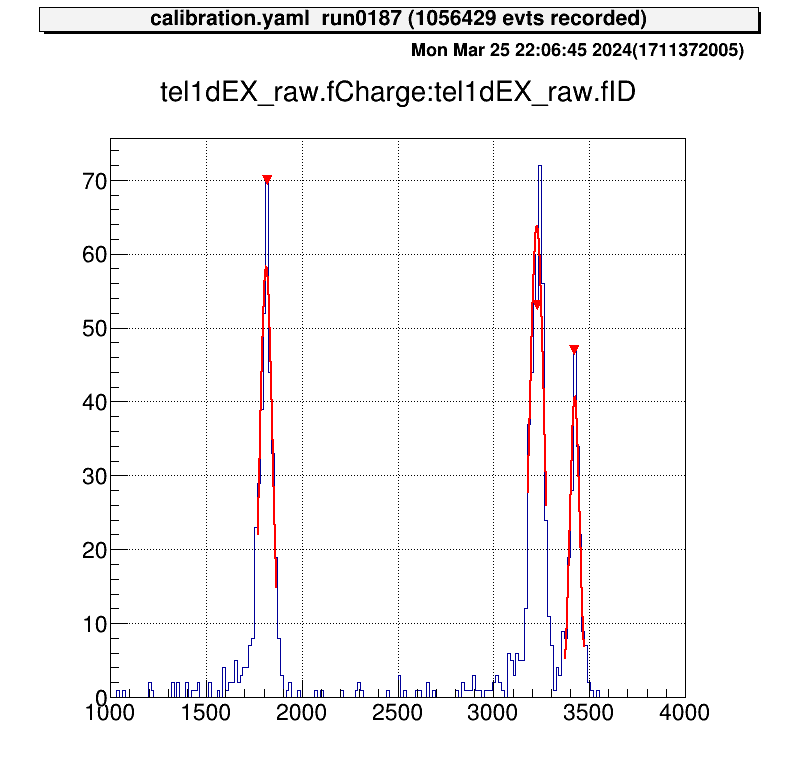 calibration.yaml run0187 (1056429 evts recorded)
Mon Mar 25 22:06:45 2024(1711372005)
tel1dEX_raw.fCharge:tel1dEX_raw.fID
70
60
50
40
30
20
10
0
1000 1500 2000 2500 3000 3500 4000